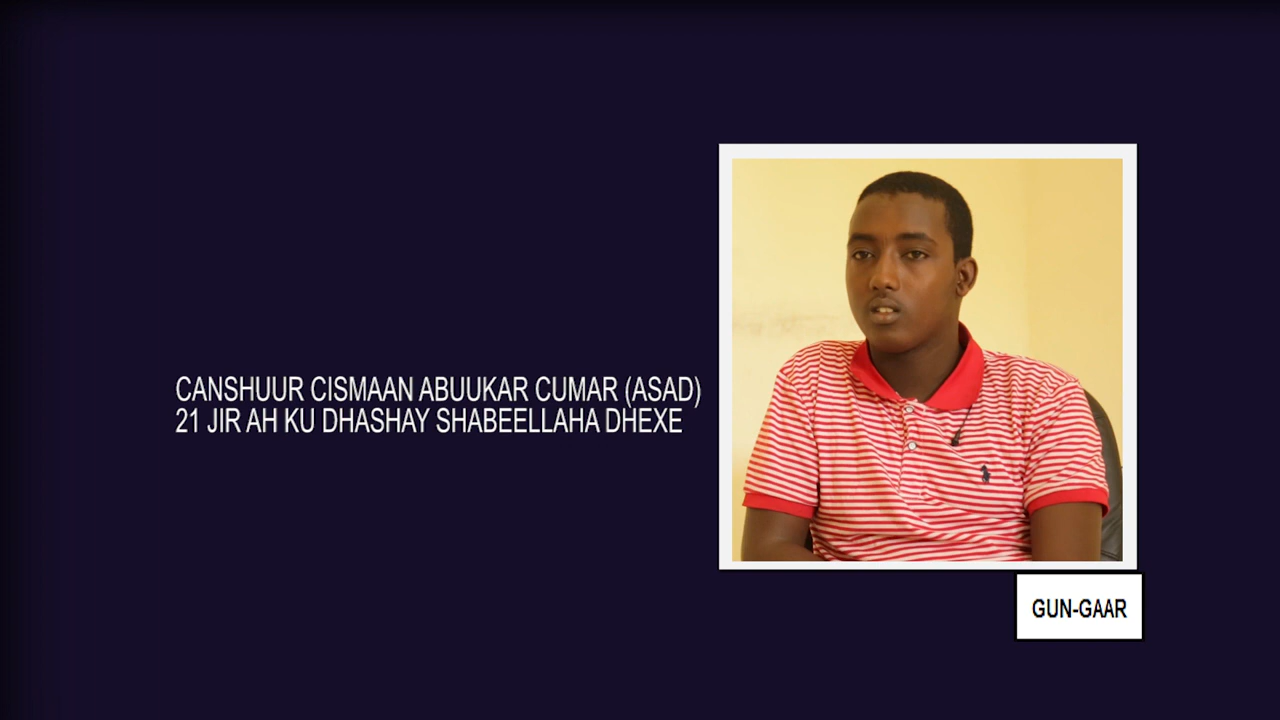 CANSHUUR CISMAAN ABUUKAR CUMAR (ASAD)
21 JIR AH KU DHASHAY SHABEELLAHA DHEXE
GUN-GAAR